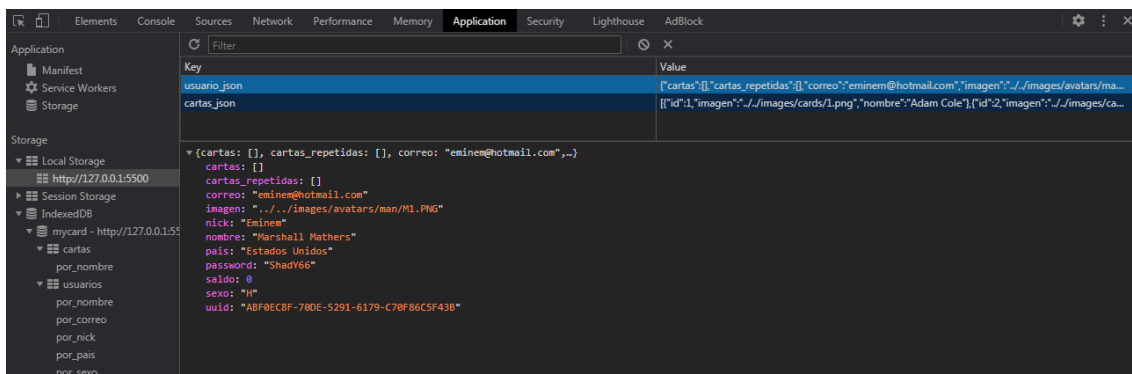 Elements Console Sources Network Performance Memory Application Security Lighthouse AdBlock
Application
Manifest
Service Workers
Storage
Storage
Local Storage
http://127.0.0.1:5500
Session Storage
IndexedDB
mycard - http://127.0.0.1:55
cartas
por_nombre
usuarios
por_nombre
por_correo
por_nick
por_pais
por_sexo
Filter
Key Value
usuario_json {"cartas":[],"cartas_repetidas":[],"correo":"eminem@hotmail.com","imagen":"../../images/avatars/ma...
cartas_json [{"id":1,"imagen":"../../images/cards/1.png","nombre":"Adam Cole"},{"id":2,"imagen":"../../images/ca...
{cartas: [], cartas_repetidas: [], correo: "eminem@hotmail.com",…}
cartas: []
cartas_repetidas: []
correo: "eminem@hotmail.com"
imagen: "../../images/avatars/man/M1.PNG"
nick: "Eminem"
nombre: "Marshall Mathers"
pais: "Estados Unidos"
password: "ShadY66"
saldo: 0
sexo: "H"
uuid: "ABF0EC8F-70DE-5291-6179-C70F86C5F43B"